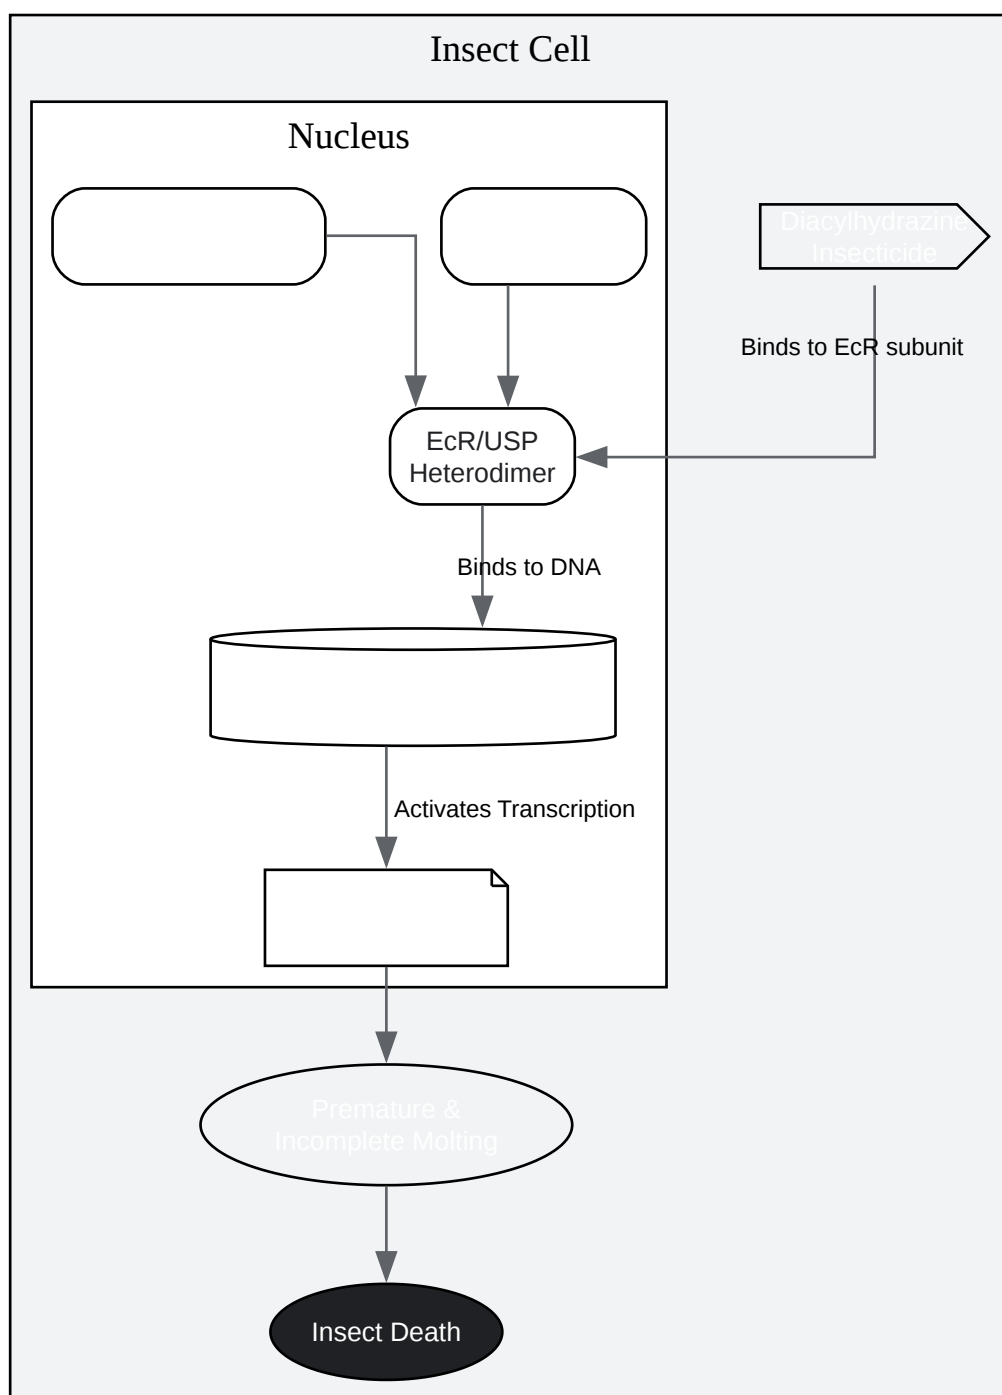 Insect Cell
Nucleus
Diacylhydrazine
Insecticide
Binds to EcR subunit
EcR/USP
Heterodimer
Binds to DNA
Activates Transcription
Premature &
Incomplete Molting
Insect Death